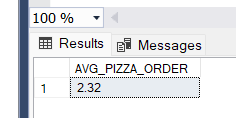 100 %
Results Messages
AVG_PIZZA_ORDER
1 2.32